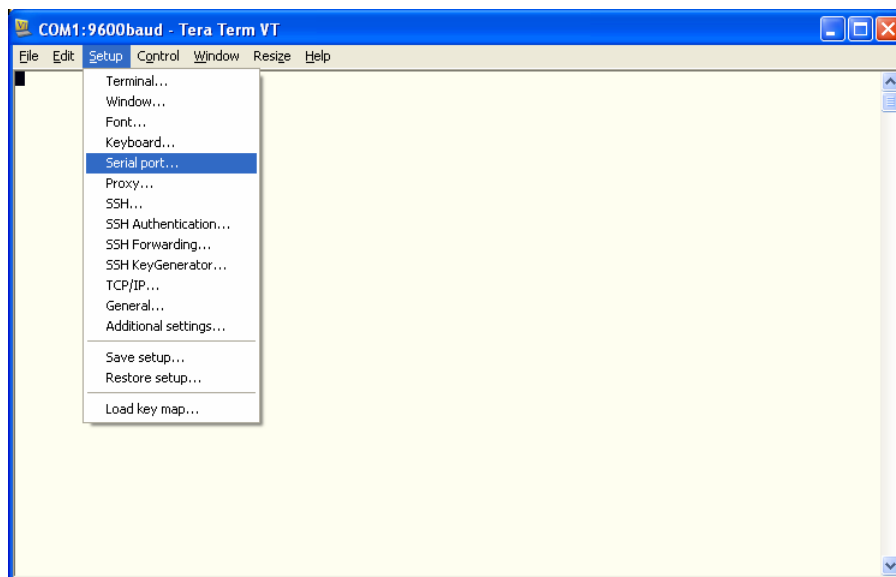 COM1:9600baud - Tera Term VT
File Edit Setup Control Window Resize Help
Terminal...
Window...
Font...
Keyboard...
Serial port...
Proxy...
SSH...
SSH Authentication...
SSH Forwarding...
SSH KeyGenerator...
TCP/IP...
General...
Additional settings...
Save setup...
Restore setup...
Load key map...